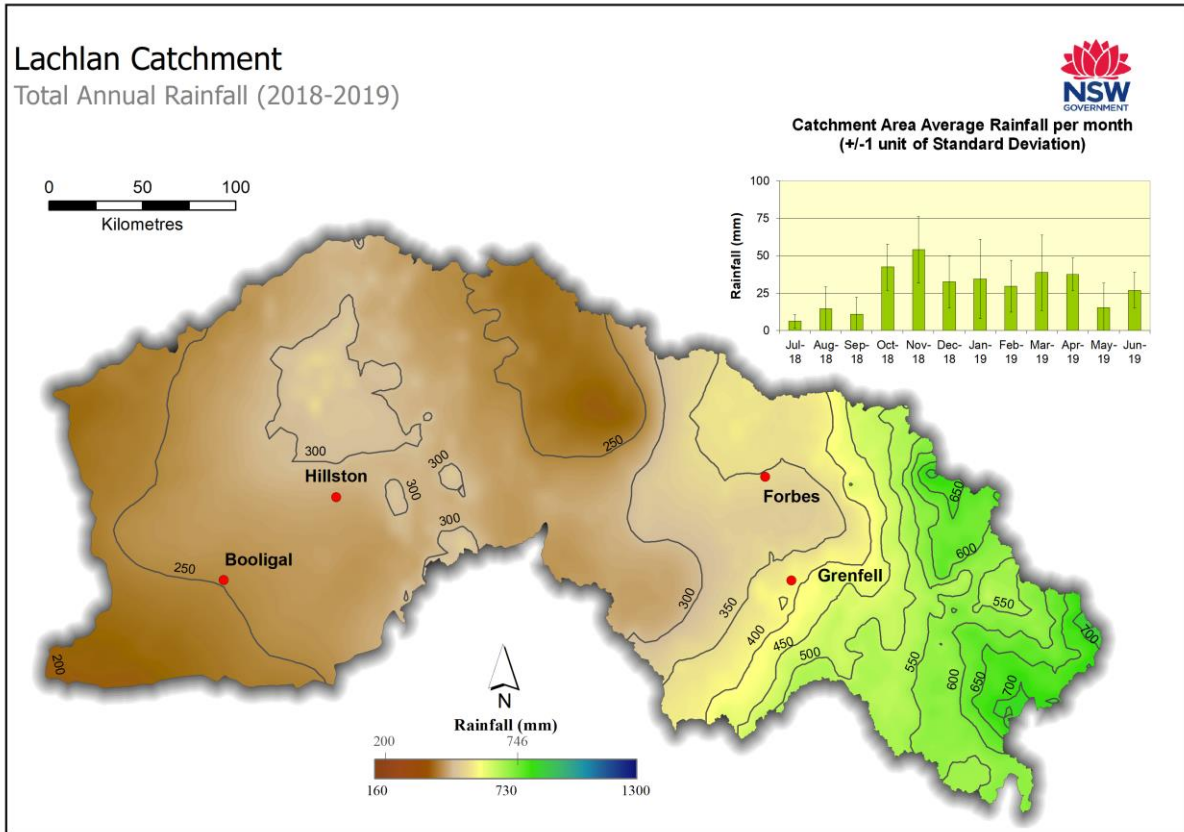 Lachlan Catchment
Total Annual Rainfall (2018-2019)
NSW
GOVERNMENT
Catchment Area Average Rainfall per month
(+/-1 unit of Standard Deviation)
0 50 100
Kilometres
Rainfall (mm)
100
75
50
25
0
Jul-18 Aug-18 Sep-18 Oct-18 Nov-18 Dec-18 Jan-19 Feb-19 Mar-19 Apr-19 May-19 Jun-19
250
300
300
300
300
Hillston
Forbes
650
600
Booligal
250
Grenfell
300
350
400
450
500
550
550
600
650
700
700
200
N
Rainfall (mm)
200 746
160 730 1300